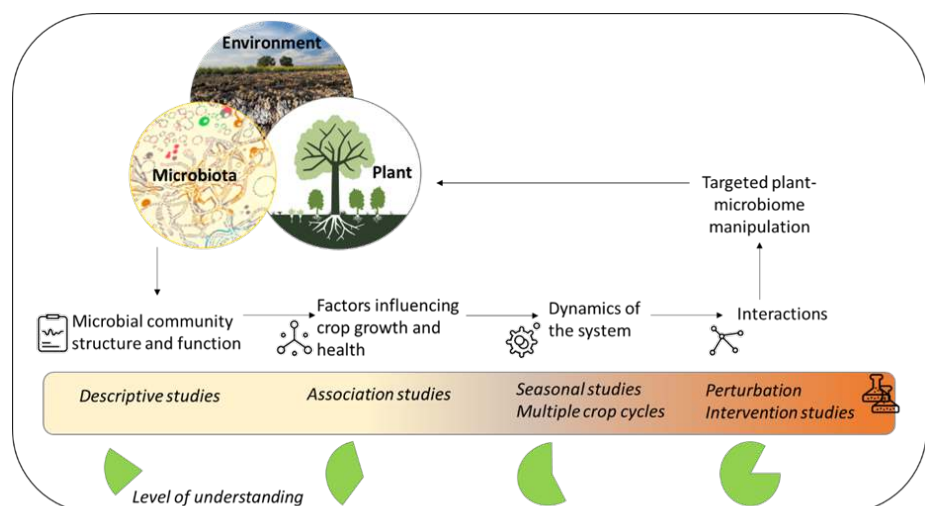 Environment
Microbiota
Plant
Targeted plant-
microbiome
manipulation
Microbial community
structure and function
Factors influencing
crop growth and
health
Dynamics of
the system
Interactions
Descriptive studies
Association studies
Seasonal studies
Multiple crop cycles
Perturbation
Intervention studies
Level of understanding